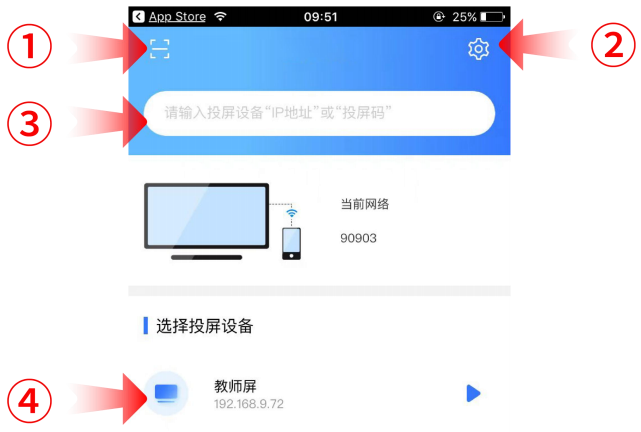 App Store 09:51 25%
① ②
③ 请输入投屏设备“IP地址”或“投屏码”
当前网络
90903
选择投屏设备
教师屏
④ 192.168.9.72